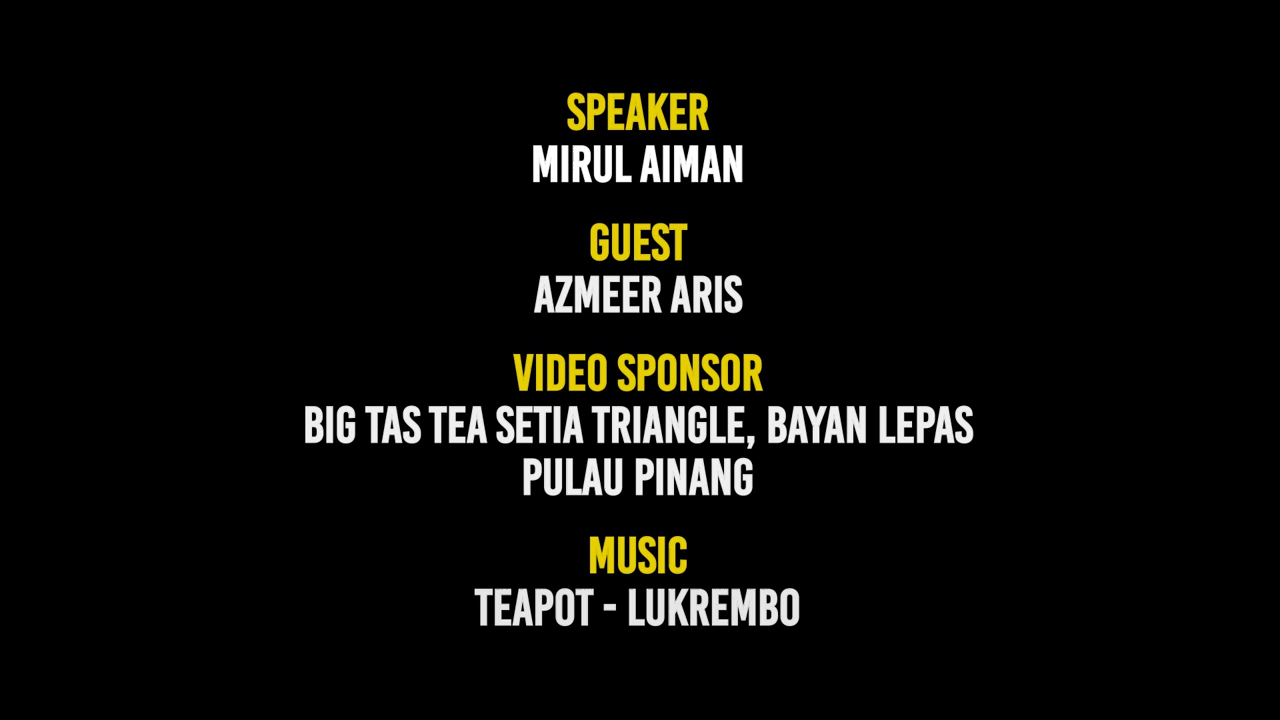 SPEAKER
MIRUL AIMAN
GUEST
AZMEER ARIS
VIDEO SPONSOR
BIG TAS TEA SETIA TRIANGLE, BAYAN LEPAS
PULAU PINANG
MUSIC
TEAPOT - LUKREMBO